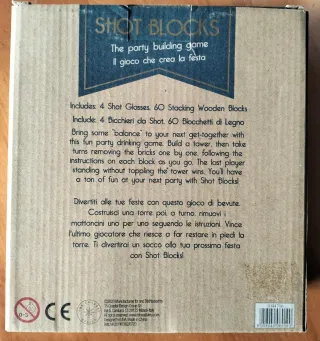 SHOT BLOCKS
The party building game
Il gioco che crea la festa
Includes: 4 Shot Glasses, 60 Stacking Wooden Blocks
Include: 4 Bicchieri da Shot, 60 Blocchetti di Legno
Bring some "balance" to your next get-together with
this fun party drinking game. Build a tower, then take
turns removing the bricks one by one, following the
instructions on each block as you go. The last player
standing without toppling the tower wins. You'll have
a ton of fun at your next party with Shot Blocks!
Divertiti alle tue feste con questo gioco di bevute.
Costruisci una torre poi, a turno, rimuovi i
mattoncini uno per uno seguendo le istruzioni. Vince
l'ultimo giocatore che riesce a far restare in piedi la
torre. Ti divertirai un sacco alla tua prossima festa
con Shot Blocks!
0-3
CE